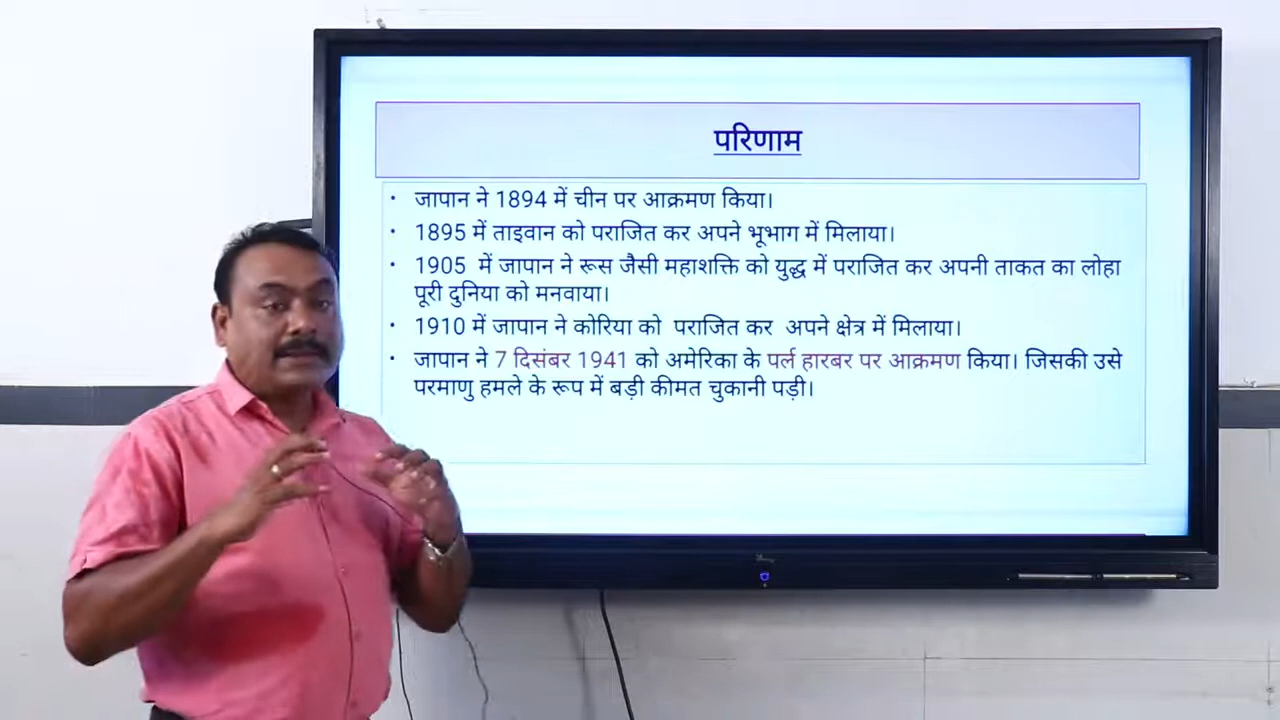 परिणाम
• जापान ने 1894 में चीन पर आक्रमण किया।
• 1895 में ताइवान को पराजित कर अपने भूभाग में मिलाया।
• 1905 में जापान ने रूस जैसी महाशक्ति को युद्ध में पराजित कर अपनी ताकत का लोहा
पूरी दुनिया को मनवाया।
• 1910 में जापान ने कोरिया को पराजित कर अपने क्षेत्र में मिलाया।
• जापान ने 7 दिसंबर 1941 को अमेरिका के पर्ल हारबर पर आक्रमण किया। जिसकी उसे
परमाणु हमले के रूप में बड़ी कीमत चुकानी पड़ी।